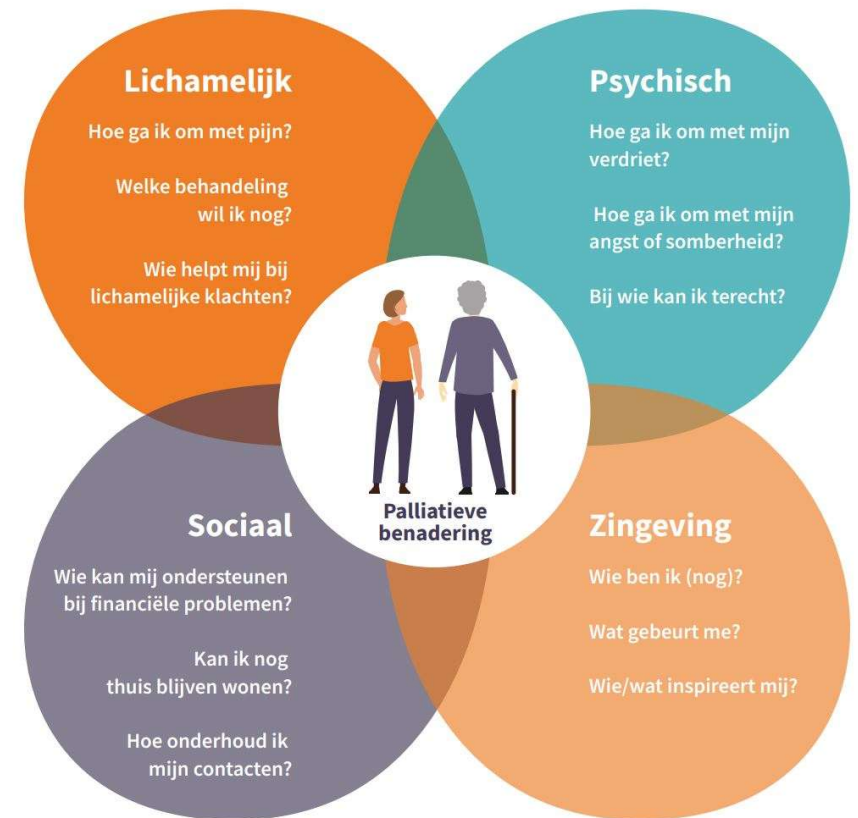 Lichamelijk
Hoe ga ik om met pijn?
Welke behandeling
wil ik nog?
Wie helpt mij bij
lichamelijke klachten?
Psychisch
Hoe ga ik om met mijn
verdriet?
Hoe ga ik om met mijn
angst of somberheid?
Bij wie kan ik terecht?
Palliatieve
benadering
Sociaal
Wie kan mij ondersteunen
bij financiële problemen?
Kan ik nog
thuis blijven wonen?
Hoe onderhoud ik
mijn contacten?
Zingeving
Wie ben ik (nog)?
Wat gebeurt me?
Wie/wat inspireert mij?